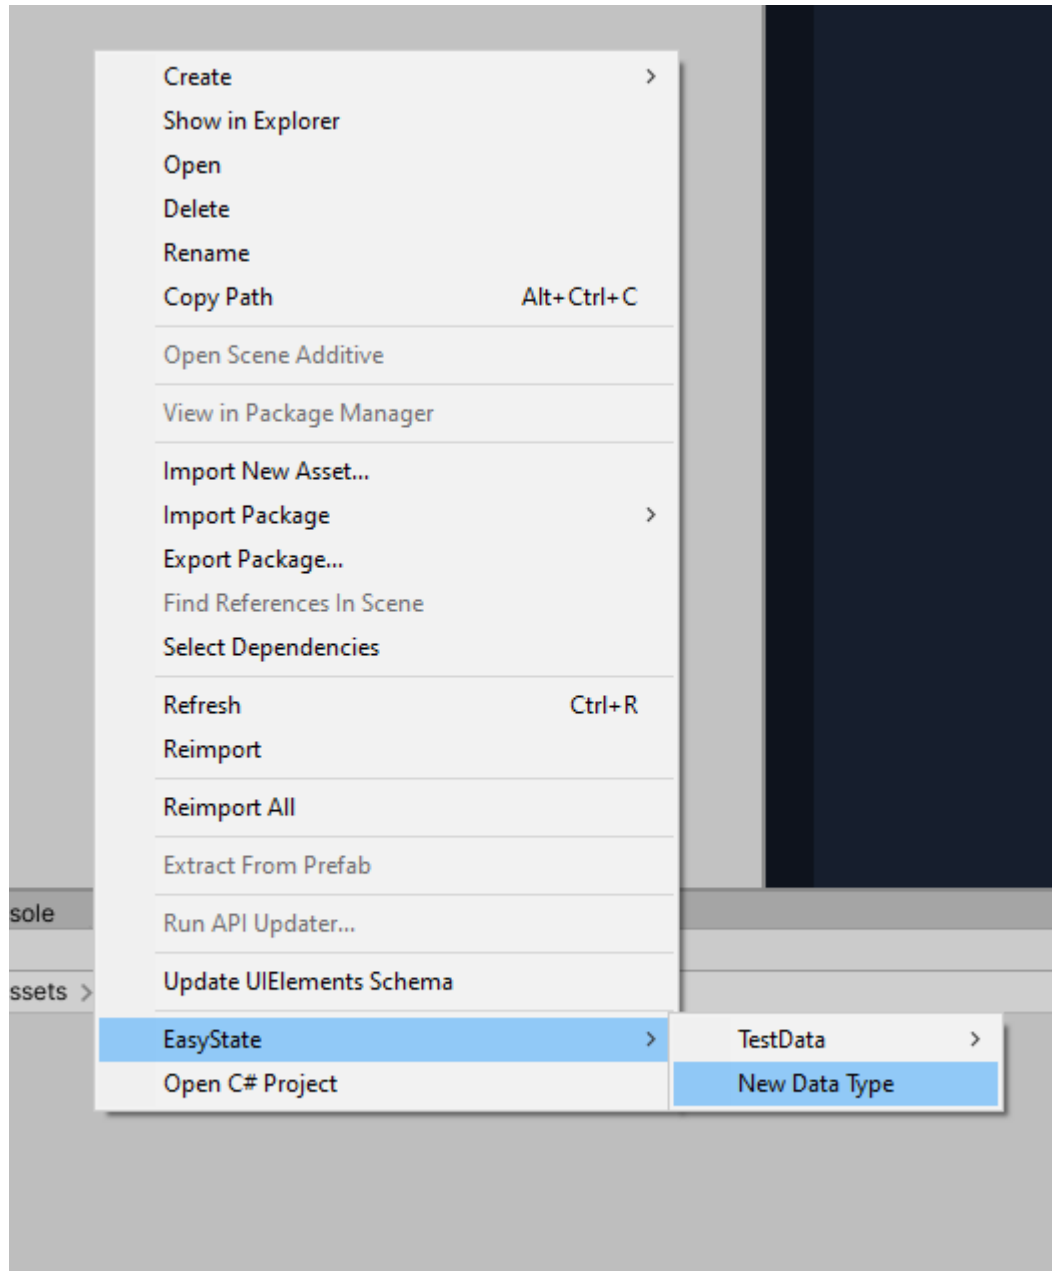 Create
Show in Explorer
Open
Delete
Rename
Copy Path Alt+Ctrl+C
Open Scene Additive
View in Package Manager
Import New Asset...
Import Package
Export Package...
Find References In Scene
Select Dependencies
Refresh Ctrl+R
Reimport
Reimport All
Extract From Prefab
sole
Run API Updater...
Update UIElements Schema
ssets >
EasyState
TestData
Open C# Project
New Data Type